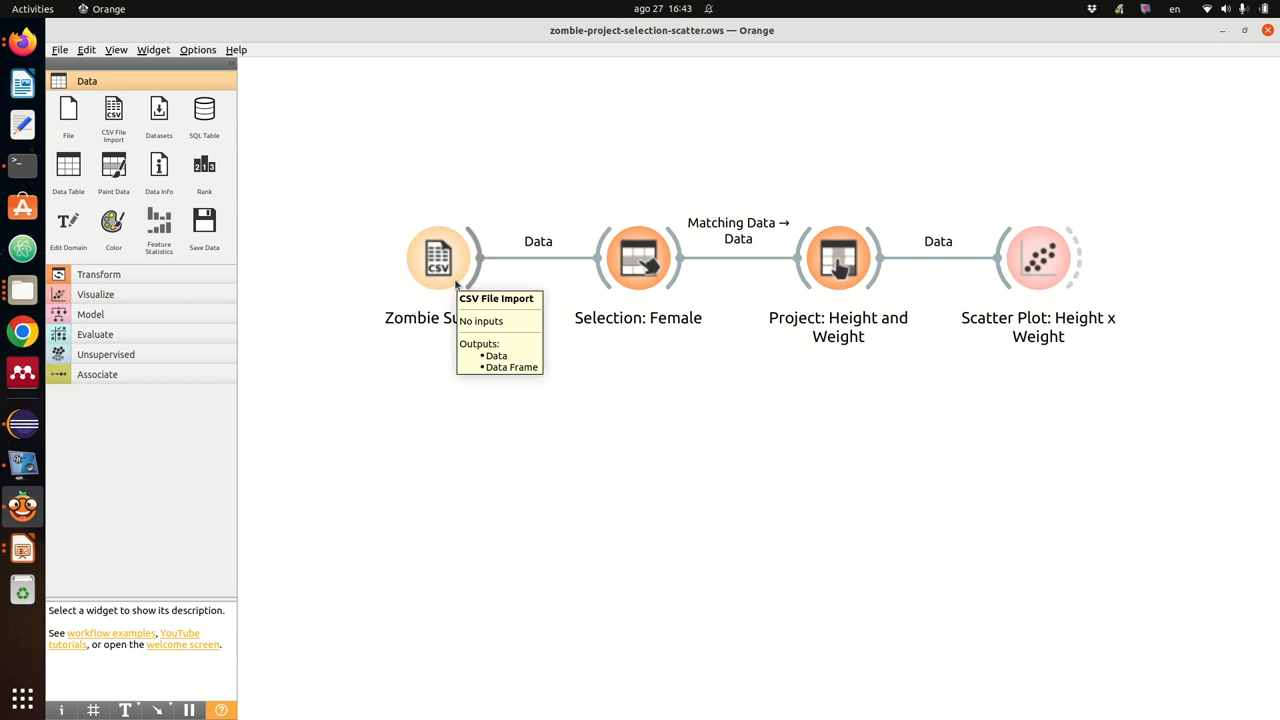 Activities
Orange
ago 27 16:43
en
zombie-project-selection-scatter.ows — Orange
File Edit View Widget Options Help
Data
File
CSV File Import
Datasets
SQL Table
Data Table
Paint Data
Data Info
Rank
Edit Domain
Color
Feature Statistics
Save Data
Transform
Visualize
Model
Evaluate
Unsupervised
Associate
Select a widget to show its description.
See workflow examples, YouTube
tutorials, or open the welcome screen.
Data
Matching Data →
Data
Data
CSV
Zombie
Selection: Female
Project: Height and
Weight
Scatter Plot: Height x
Weight
CSV File Import
No inputs
Outputs:
•Data
•Data Frame